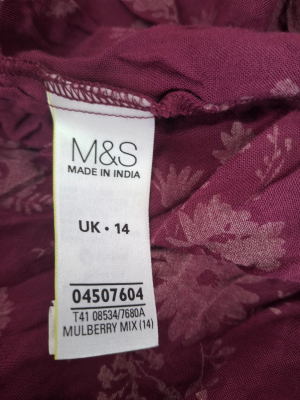 M&S
MADE IN INDIA
UK • 14
04507604
T41 08534/7680A
MULBERRY MIX (14)